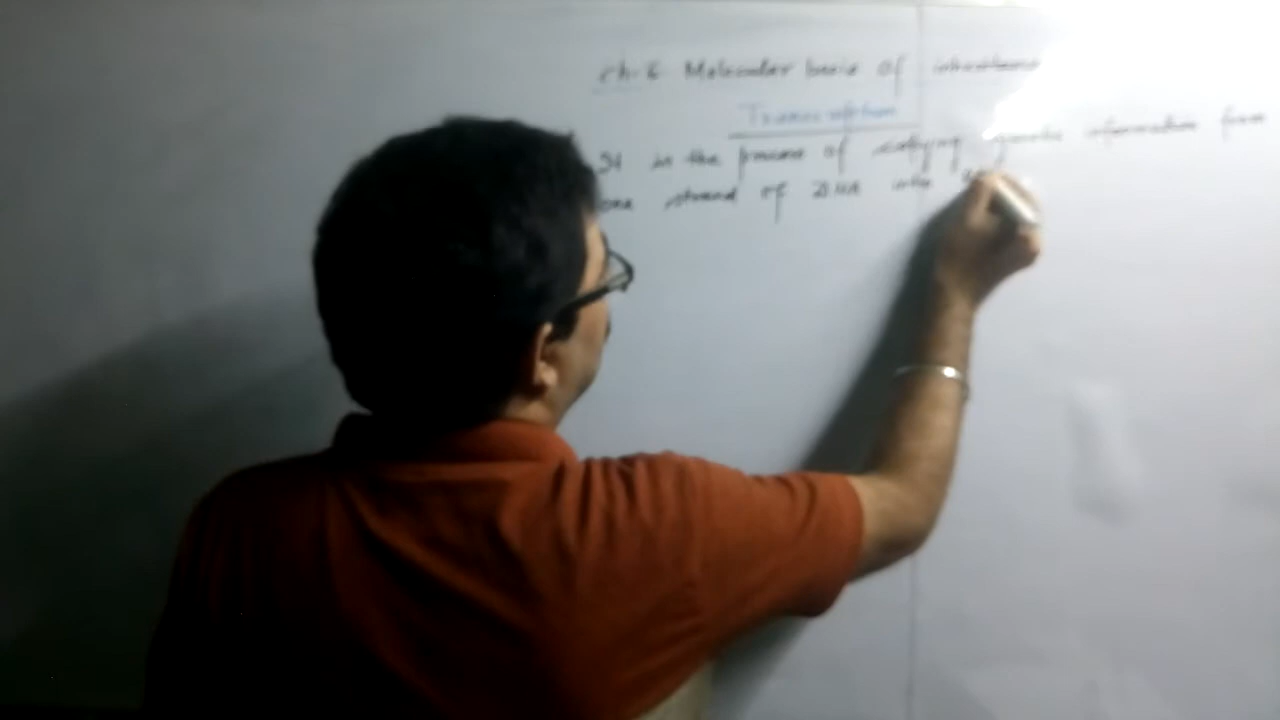 Ch-6 Molecular basis of inheritance
Transcription
It is the process of copying genetic information from
one strand of DNA into